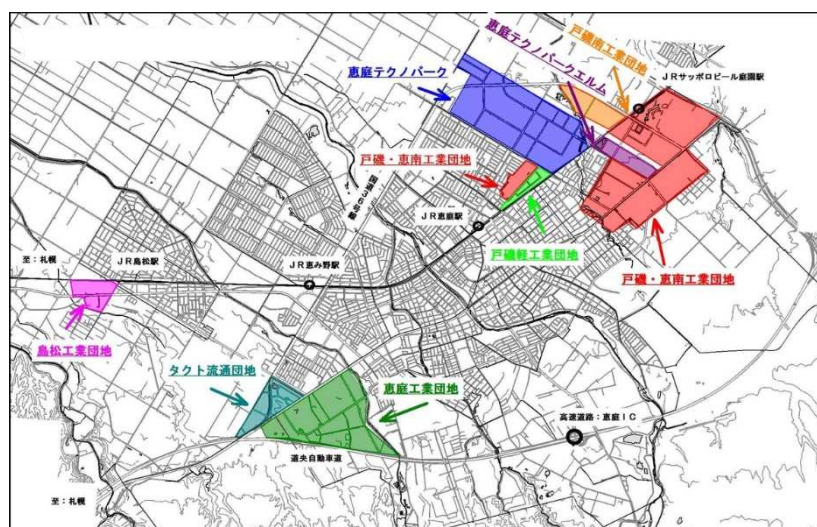 戸磯南工業団地
恵庭テクノパークエルム
JRサッポロビール庭園駅
恵庭テクノパーク
戸磯・恵南工業団地
国道36号線
JR恵庭駅
戸磯軽工業団地
戸磯・恵南工業団地
至:札幌
JR島松駅
JR恵み野駅
島松工業団地
タクト流通団地
恵庭工業団地
高速道路:恵庭IC
道央自動車道
至:札幌